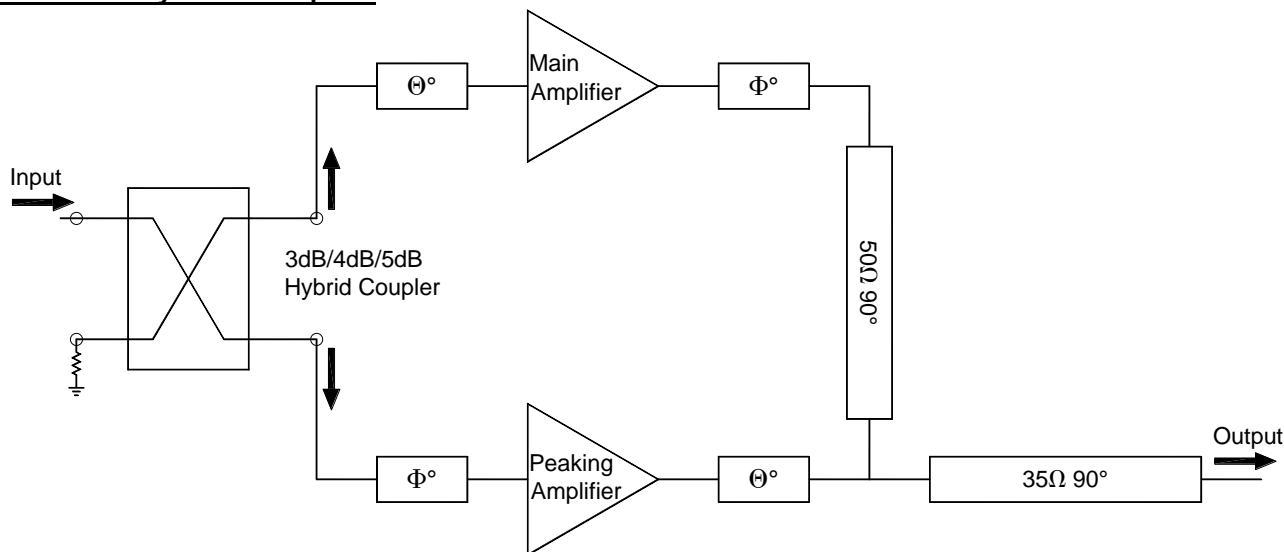 Input
3dB/4dB/5dB
Hybrid Coupler
Θ°
Main
Amplifier
Φ°
50Ω 90°
Φ°
Peaking
Amplifier
Θ°
35Ω 90°
Output